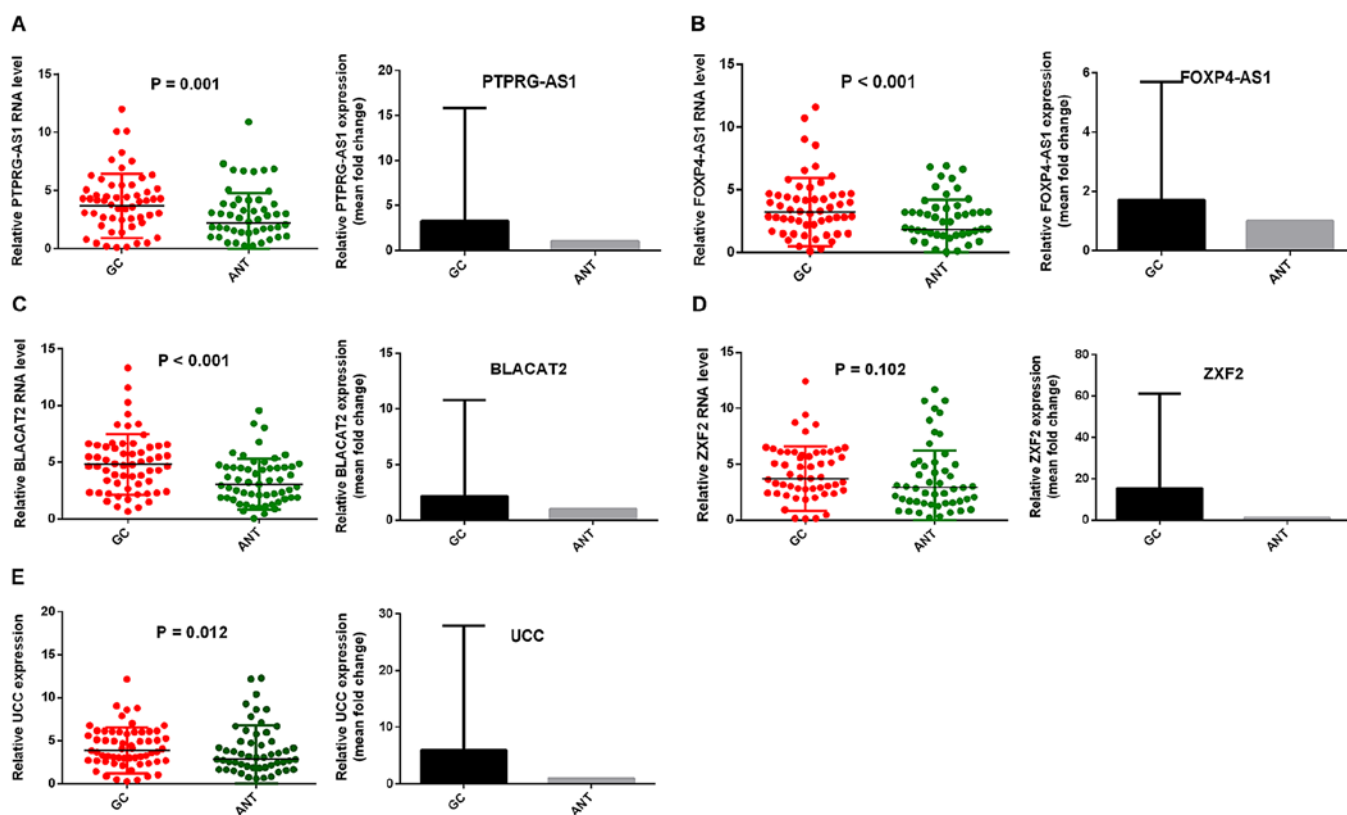 A
Relative PTPRG-AS1 RNA level
15
10
5
0
P = 0.001
GC
ANT
Relative PTPRG-AS1 expression
(mean fold change)
20
15
10
5
0
PTPRG-AS1
GC
ANT
B
Relative FOXP4-AS1 RNA level
15
10
5
0
P < 0.001
GC
ANT
Relative FOXP4-AS1 expression
(mean fold change)
6
4
2
0
FOXP4-AS1
GC
ANT
C
Relative BLACAT2 RNA level
15
10
5
0
P < 0.001
GC
ANT
Relative BLACAT2 expression
(mean fold change)
15
10
5
0
BLACAT2
GC
ANT
D
Relative ZXF2 RNA level
15
10
5
0
P = 0.102
GC
ANT
Relative ZXF2 expression
(mean fold change)
80
60
40
20
0
ZXF2
GC
ANT
E
Relative UCC expression
20
15
10
5
0
P = 0.012
GC
ANT
Relative UCC expression
(mean fold change)
30
20
10
0
UCC
GC
ANT